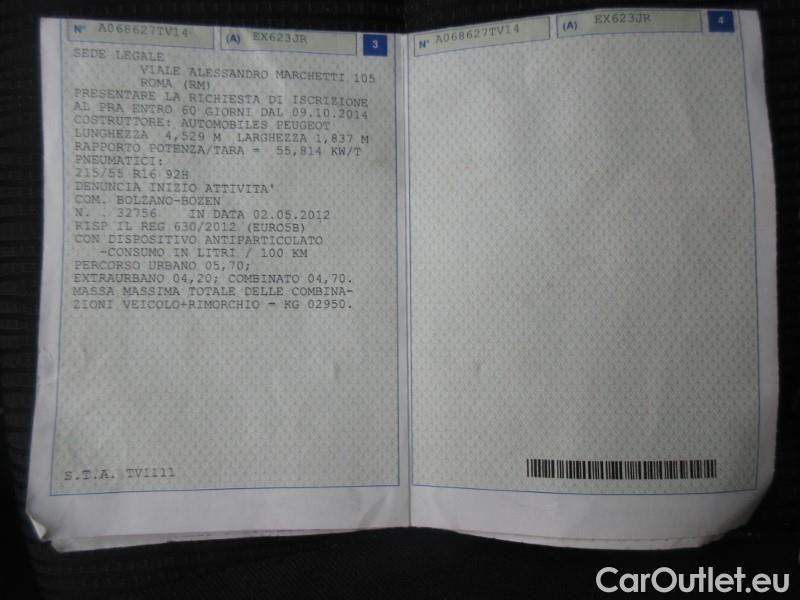 N° A068627TV14 (A) EX623JR 3
SEDE LEGALE
VIALE ALESSANDRO MARCHETTI 105
ROMA (RM)
PRESENTARE LA RICHIESTA DI ISCRIZIONE
AL PRA ENTRO 60 GIORNI DAL 09.10.2014
COSTRUTTORE: AUTOMOBILES PEUGEOT
LUNGHEZZA 4,529 M LARGHEZZA 1,837 M
RAPPORTO POTENZA/TARA = 55,814 KW/T
PNEUMATICI:
215/55 R16 92H
DENUNCIA INIZIO ATTIVITA'
COM. BOLZANO-BOZEN
N. . 32756 IN DATA 02.05.2012
RISP IL REG 630/2012 (EURO5B)
CON DISPOSITIVO ANTIPARTICOLATO
-CONSUMO IN LITRI / 100 KM
PERCORSO URBANO 05,70;
EXTRAURBANO 04,20; COMBINATO 04,70.
MASSA MASSIMA TOTALE DELLE COMBINA-
ZIONI VEICOLO+RIMORCHIO = KG 02950.
S.T.A. TV1111
N° A068627TV14 (A) EX623JR 4
CarOutlet.eu